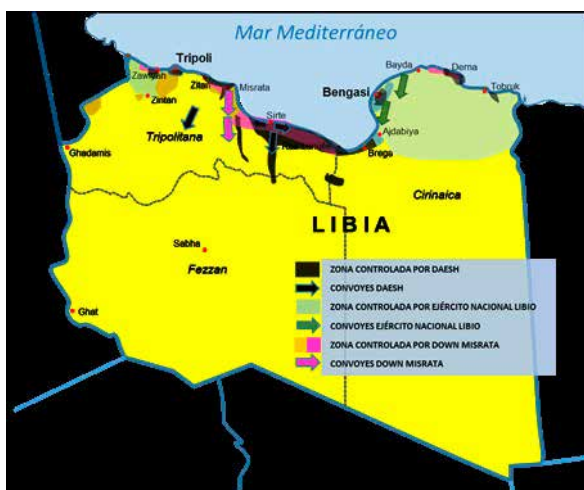 Mar Mediterráneo
Tripoli
Zawiyah
Zlitan
Misrata
Zintan
Sirte
Bengasi
Bayda
Derna
Tobruk
Ajdabiya
Brega
Tripolitana
Ghadamis
Cirinaica
LIBIA
Sabha
Fezzan
Ghat
ZONA CONTROLADA POR DAESH
CONVOYES DAESH
ZONA CONTROLADA POR EJÉRCITO NACIONAL LIBIO
CONVOYES EJÉRCITO NACIONAL LIBIO
ZONA CONTROLADA POR DOWN MISRATA
CONVOYES DOWN MISRATA